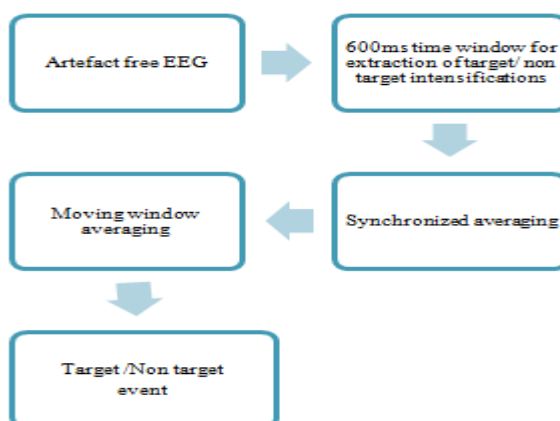 Artefact free EEG
600ms time window for
extraction of target/ non
target intensifications
Synchronized averaging
Moving window
averaging
Target /Non target
event